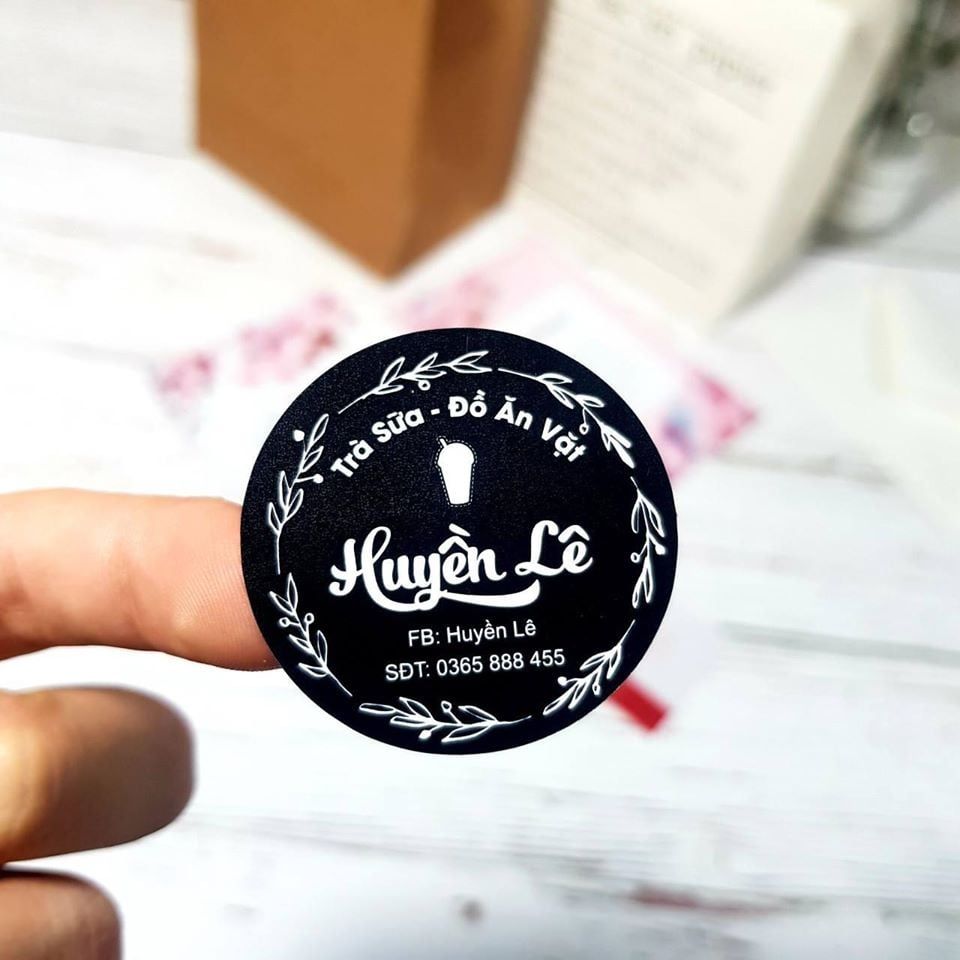 Trà Sữa - Đồ Ăn Vặt
Huyền Lê
FB: Huyền Lê
SĐT: 0365 888 455